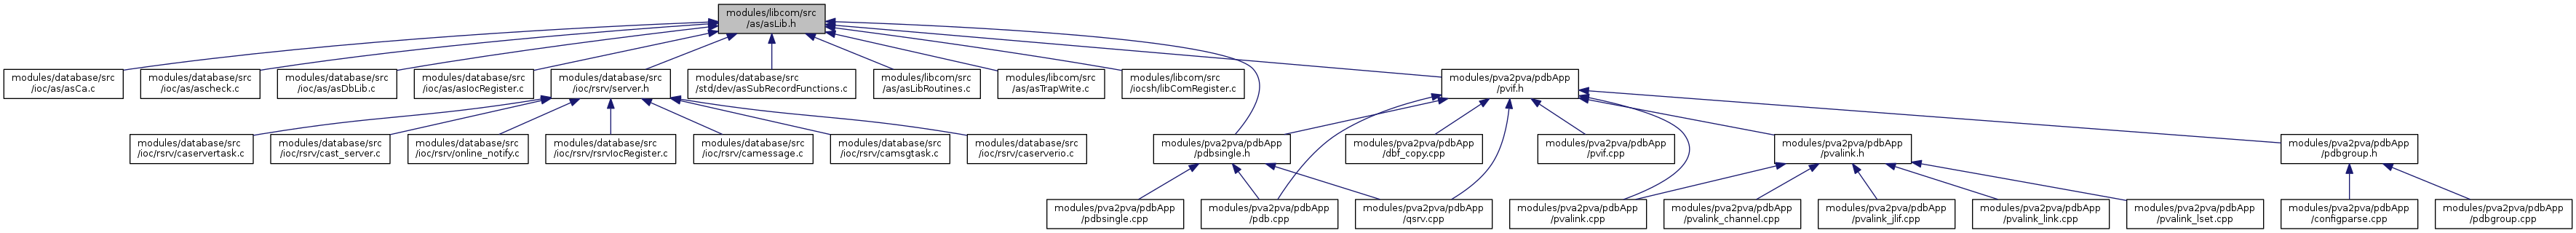 modules/libcom/src
/as/asLib.h
modules/database/src
/ioc/as/asCa.c
modules/database/src
/ioc/as/ascheck.c
modules/database/src
/ioc/as/asDbLib.c
modules/database/src
/ioc/as/asIocRegister.c
modules/database/src
/ioc/rsrv/server.h
modules/database/src
/std/dev/asSubRecordFunctions.c
modules/libcom/src
/as/asLibRoutines.c
modules/libcom/src
/as/asTrapWrite.c
modules/libcom/src
/iocsh/libComRegister.c
modules/pva2pva/pdbApp
/pvif.h
modules/database/src
/ioc/rsrv/caservertask.c
modules/database/src
/ioc/rsrv/cast_server.c
modules/database/src
/ioc/rsrv/online_notify.c
modules/database/src
/ioc/rsrv/rsrvIocRegister.c
modules/database/src
/ioc/rsrv/camessage.c
modules/database/src
/ioc/rsrv/camsgtask.c
modules/database/src
/ioc/rsrv/caserverio.c
modules/pva2pva/pdbApp
/pdbsingle.h
modules/pva2pva/pdbApp
/dbf_copy.cpp
modules/pva2pva/pdbApp
/pvif.cpp
modules/pva2pva/pdbApp
/pvalink.h
modules/pva2pva/pdbApp
/pdbgroup.h
modules/pva2pva/pdbApp
/pdbsingle.cpp
modules/pva2pva/pdbApp
/pdb.cpp
modules/pva2pva/pdbApp
/qsrv.cpp
modules/pva2pva/pdbApp
/pvalink.cpp
modules/pva2pva/pdbApp
/pvalink_channel.cpp
modules/pva2pva/pdbApp
/pvalink_jlif.cpp
modules/pva2pva/pdbApp
/pvalink_link.cpp
modules/pva2pva/pdbApp
/pvalink_lset.cpp
modules/pva2pva/pdbApp
/configparse.cpp
modules/pva2pva/pdbApp
/pdbgroup.cpp